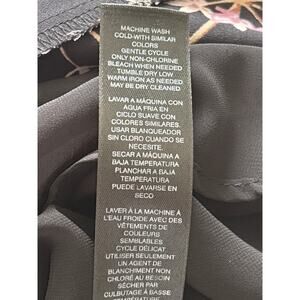 MACHINE WASH
COLD-WITH SIMILAR
COLORS
GENTLE CYCLE
ONLY NON-CHLORINE
BLEACH WHEN NEEDED
TUMBLE DRY LOW
WARM IRON AS NEEDED
MAY BE DRY CLEANED
LAVAR A MÁQUINA CON
AGUA FRIA EN
CICLO SUAVE CON
COLORES SIMILARES.
USAR BLANQUEADOR
SIN CLORO CUANDO SE
NECESITE.
SECAR A MÁQUINA A
BAJA TEMPERATURA
PLANCHAR A BAJA
TEMPERATURA
PUEDE LAVARSE EN
SECO
LAVER À LA MACHINE À
L'EAU FROIDE AVEC DES
VÊTEMENTS DE
COULEURS
SEMBLABLES
CYCLE DÉLICAT
UTILISER SEULEMENT
UN AGENT DE
BLANCHIMENT NON
CHLORÉ AU BESOIN
SÉCHER PAR
CULBUTAGE À BASSE
TEMPÉRATURE